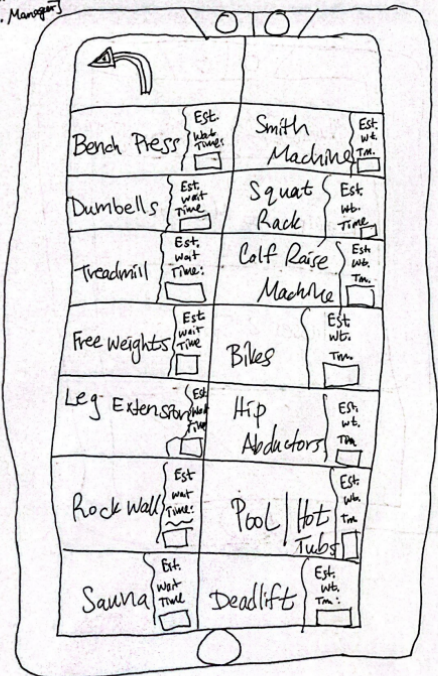 . Manager
Bench Press
Est.
Wait
Time:
Smith
Machine
Est.
wt.
Tm.
Dumbells
Est.
wait
Time
Squat
Rack
Est
wt.
Time
Treadmill
Est.
wait
Time:
Calf Raise
Machine
Est.
wt.
Tm.
Free Weights
Est
wait
Time
Bikes
Est
wt.
Tm.
Leg Extension
Est
Wait
Time
Hip
Abductors
Est.
wt.
Tm
Rock Wall
Est
wait
Time:
Pool / Hot
Tubs
Est.
wt.
Tm
Sauna
Est.
Wait
Time
Deadlift
Est.
Wt.
Tm: